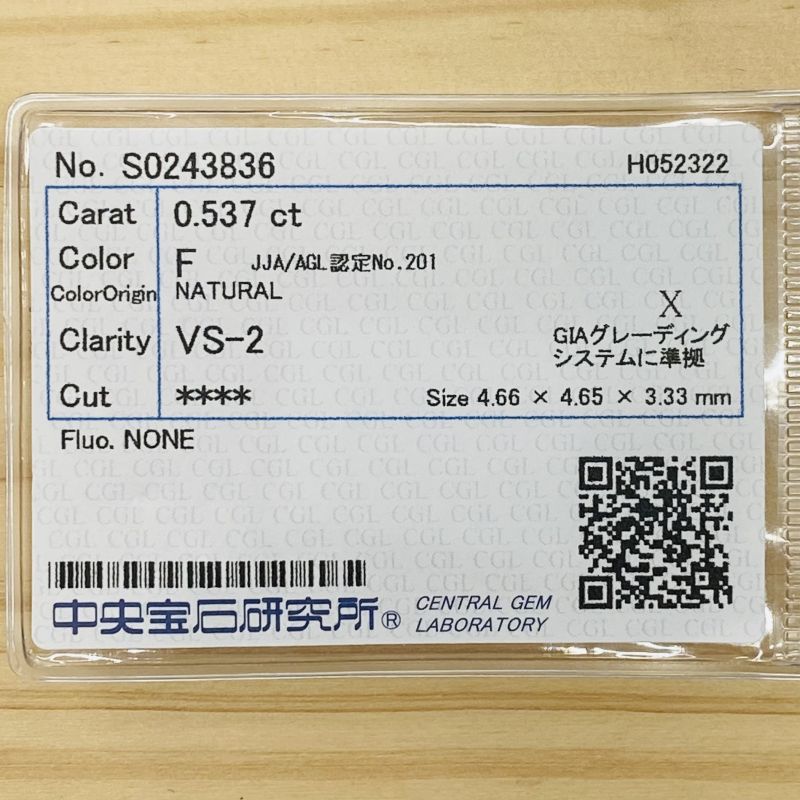 No. S0243836 H052322
Carat 0.537 ct
Color F JJA/AGL認定No.201
ColorOrigin NATURAL
X
Clarity VS-2 GIAグレーディング
システムに準拠
Cut **** Size 4.66 × 4.65 × 3.33 mm
Fluo. NONE
中央宝石研究所® CENTRAL GEM
LABORATORY